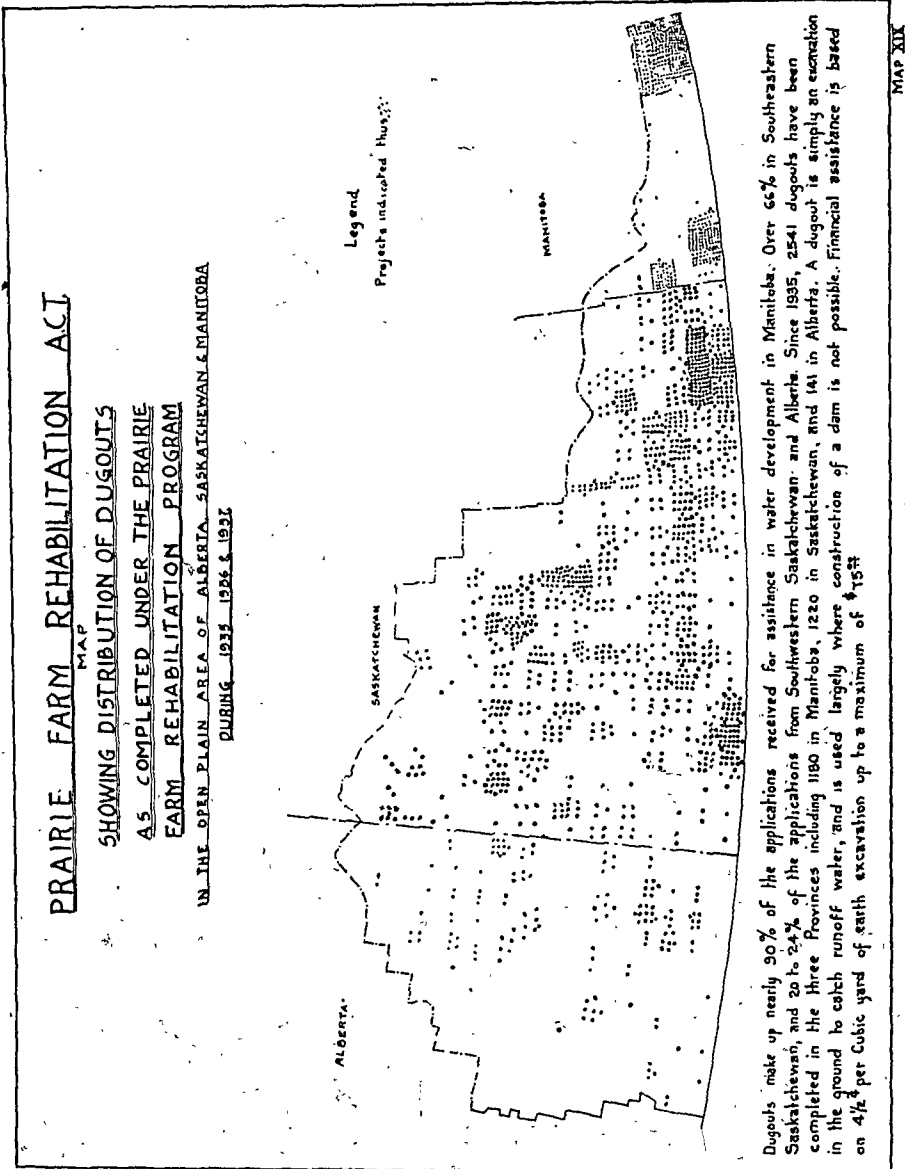 PRAIRIE FARM REHABILITATION ACT
MAP
SHOWING DISTRIBUTION OF DUGOUTS
AS COMPLETED UNDER THE PRAIRIE
FARM REHABILITATION PROGRAM
IN THE OPEN PLAIN AREA OF ALBERTA, SASKATCHEWAN & MANITOBA
DURING 1935 1936 & 1937
Legend
Projects indicated thus
ALBERTA
SASKATCHEWAN
MANITOBA
Dugouts make up nearly 90% of the applications received for assistance in water development in Manitoba. Over 66% in Southeastern
Saskatchewan, and 20 to 24% of the applications from Southwestern Saskatchewan and Alberta. Since 1935, 2541 dugouts have been
completed in the three Provinces including 1180 in Manitoba, 1220 in Saskatchewan, and 141 in Alberta. A dugout is simply an excavation
in the ground to catch runoff water, and is used largely where construction of a dam is not possible. Financial assistance is based
on 4½¢ per Cubic yard of earth excavation up to a maximum of $75
MAP XIX